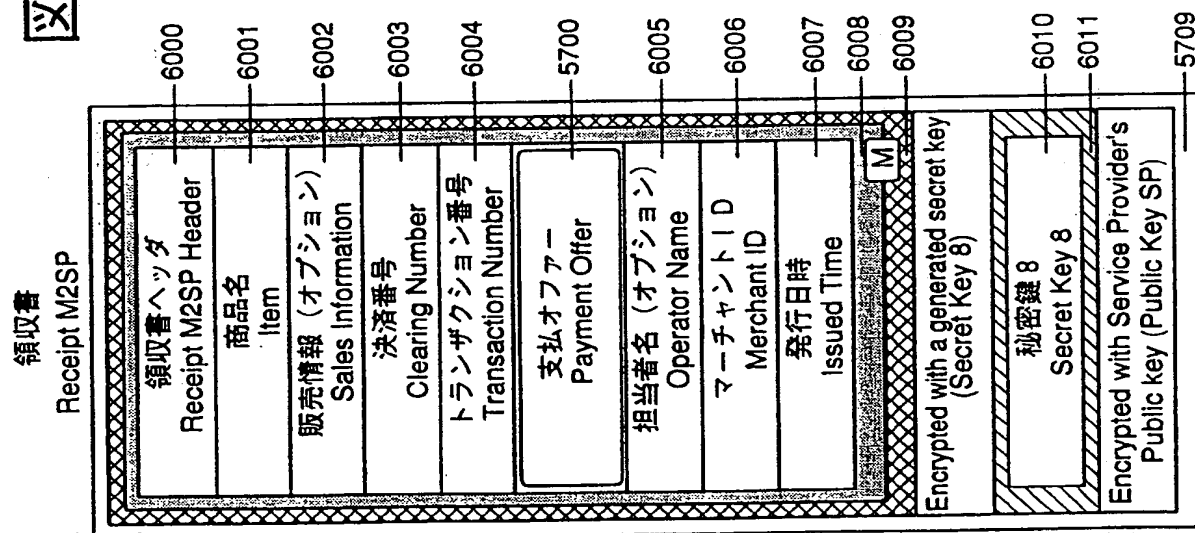 図
領収書
Receipt M2SP
領収書ヘッダ
Receipt M2SP Header
6000
商品名
Item
6001
販売情報 (オプション)
Sales Information
6002
決済番号
Clearing Number
6003
トランザクション番号
Transaction Number
6004
支払オファー
Payment Offer
5700
担当者名 (オプション)
Operator Name
6005
マーチャントID
Merchant ID
6006
発行日時
Issued Time
6007
6008
M
6009
Encrypted with a generated secret key
(Secret Key 8)
秘密鍵 8
Secret Key 8
6010
6011
Encrypted with Service Provider's
Public key (Public Key SP)
5709